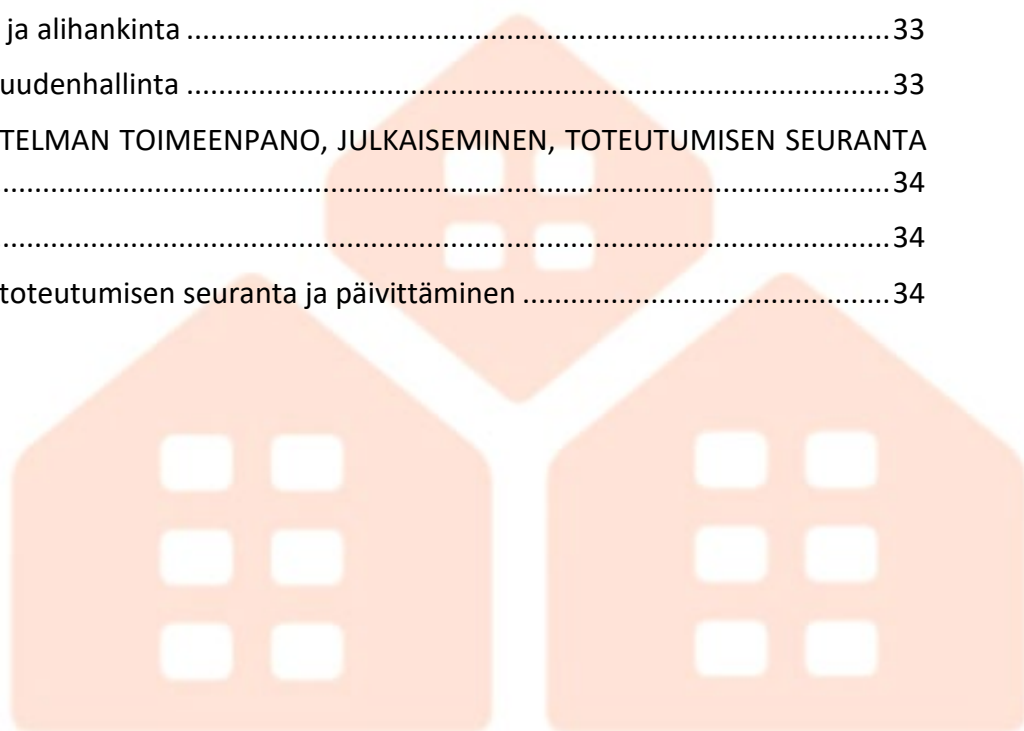 ja alihankinta ............................................................................................ 33
uudenhallinta ............................................................................................. 33
TELMAN TOIMEENPANO, JULKAISEMINEN, TOTEUTUMISEN SEURANTA
..................................................................................................................... 34
..................................................................................................................... 34
toteutumisen seuranta ja päivittäminen ................................................ 34